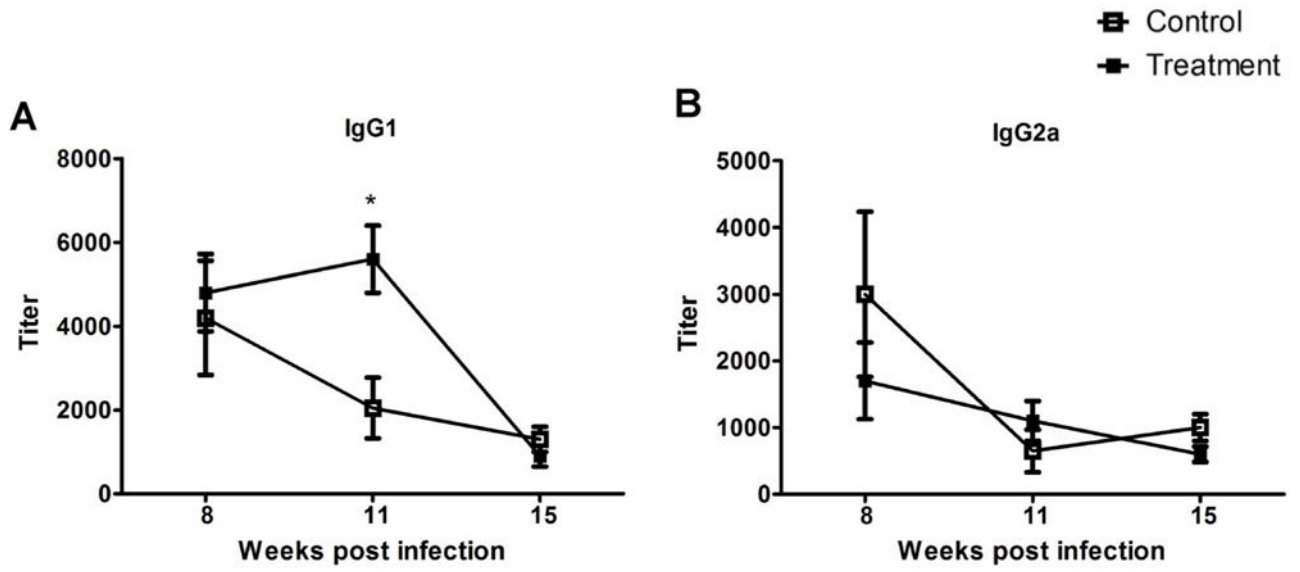 Control
Treatment
A
IgG1
8000
6000
4000
2000
0
*
Titer
8 11 15
Weeks post infection
B
IgG2a
5000
4000
3000
2000
1000
0
Titer
8 11 15
Weeks post infection